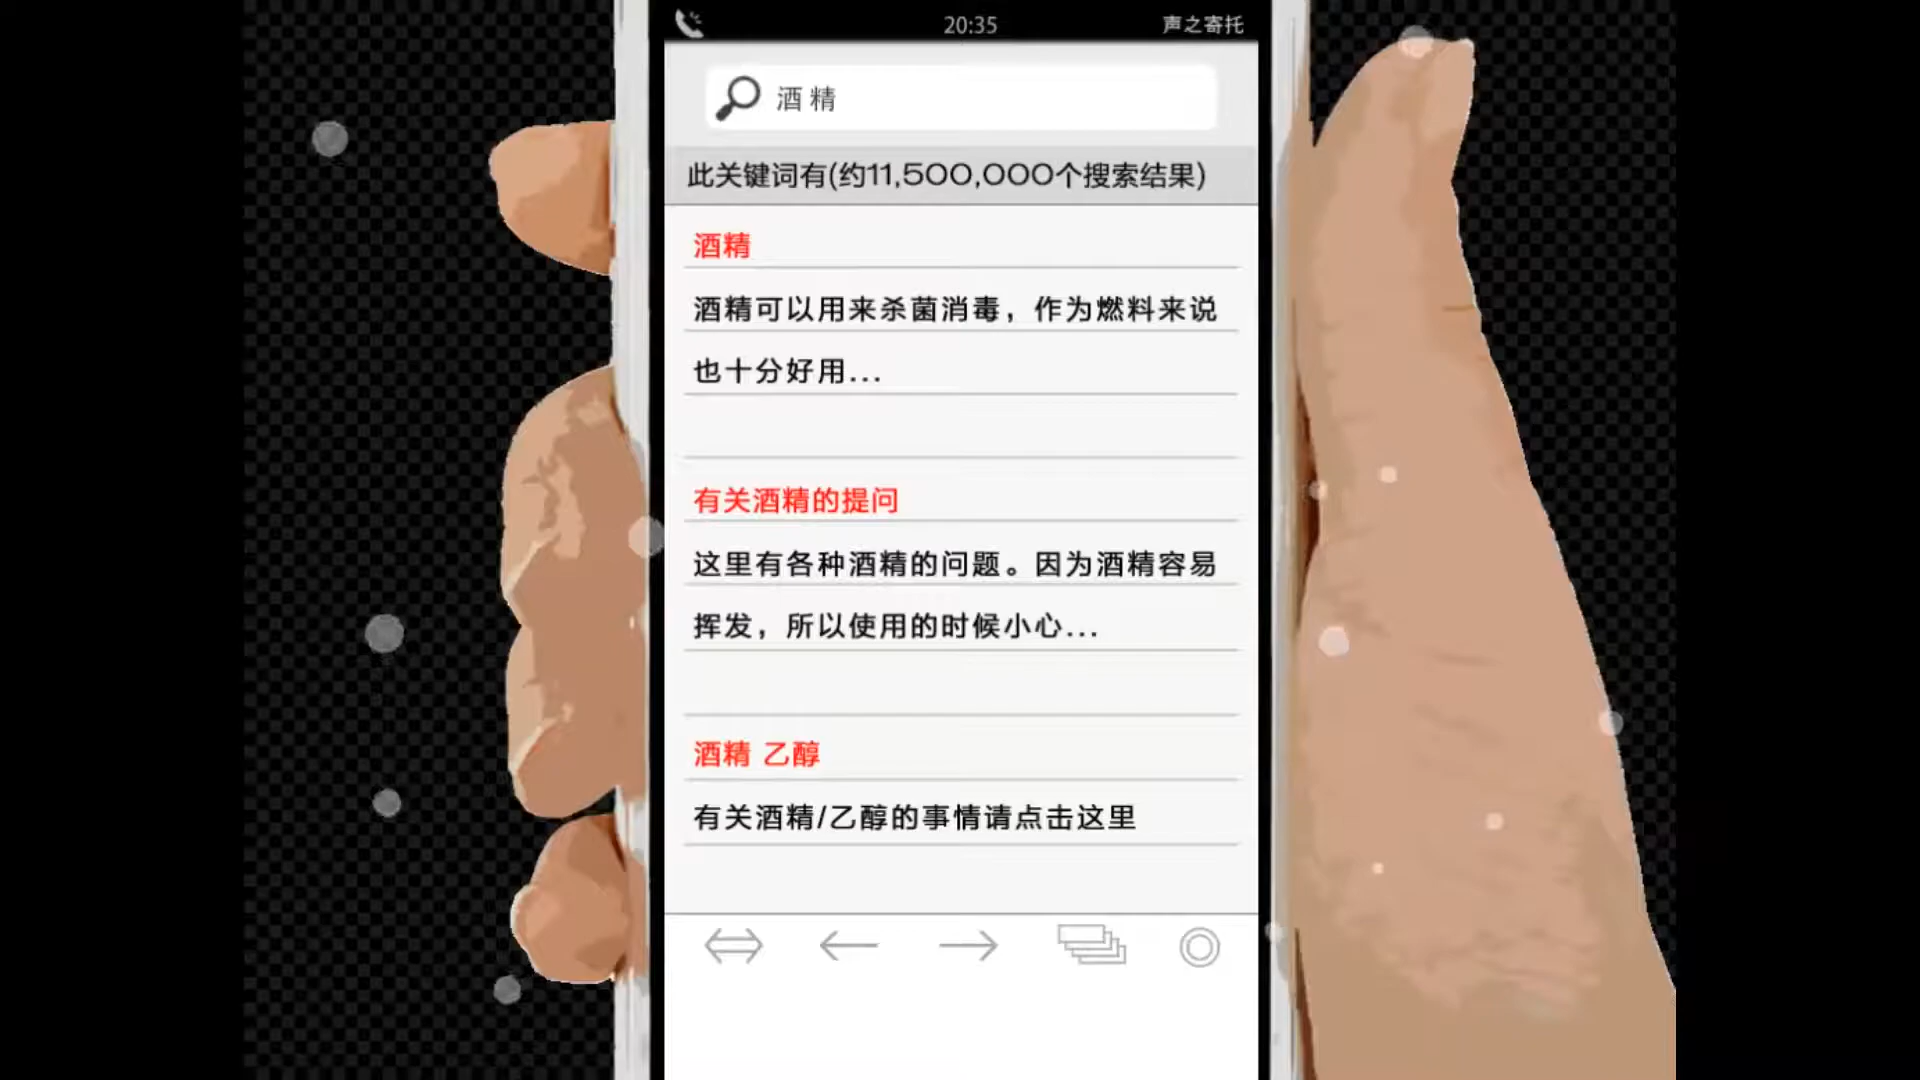 20:35
声之寄托
酒精
此关键词有(约11,500,000个搜索结果)
酒精
酒精可以用来杀菌消毒，作为燃料来说
也十分好用...
有关酒精的提问
这里有各种酒精的问题。因为酒精容易
挥发，所以使用的时候小心...
酒精 乙醇
有关酒精/乙醇的事情请点击这里